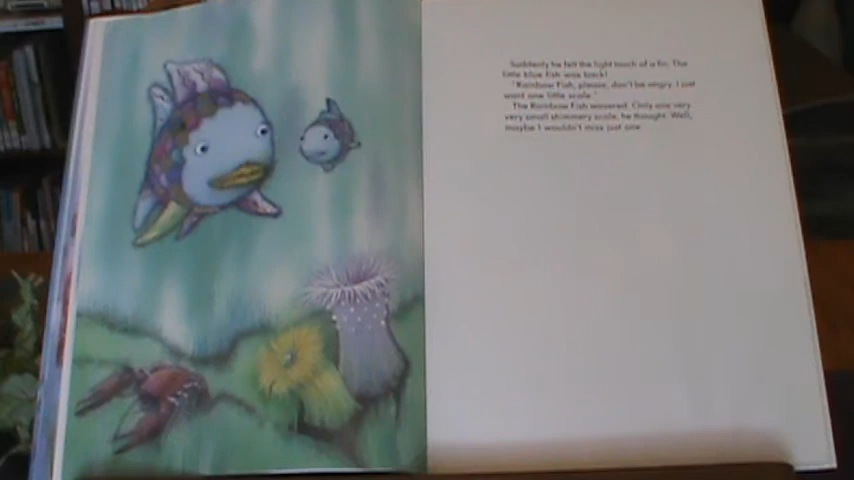 Suddenly he felt the light touch of a fin. The
little blue fish was back!
"Rainbow Fish, please, don't be angry. I just
want one little scale."
The Rainbow Fish wavered. Only one very
very small shimmery scale, he thought. Well,
maybe I wouldn't miss just one.